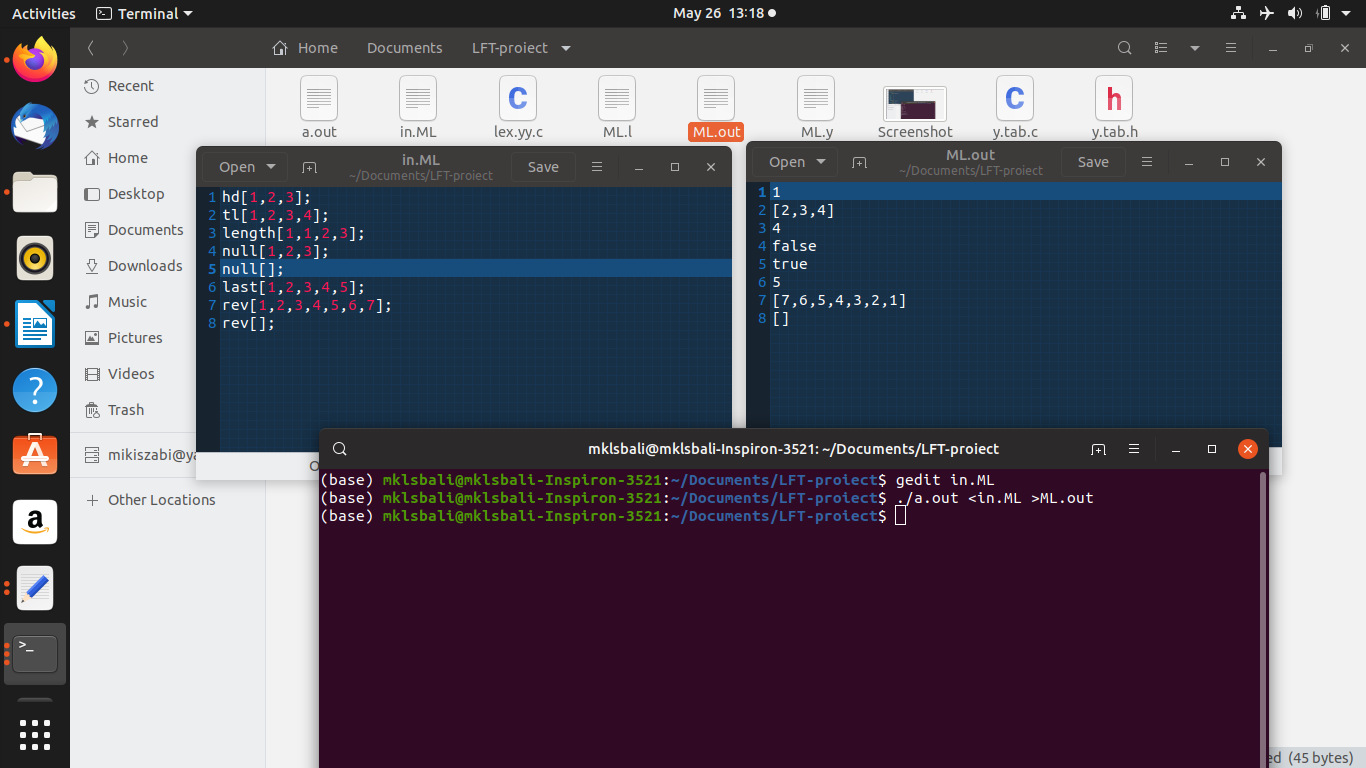 Activities Terminal May 26 13:18
Home Documents LFT-proiect
Recent
Starred
Home
Desktop
Documents
Downloads
Music
Pictures
Videos
Trash
mikiszabi@ya
Other Locations
a.out in.ML lex.yy.c ML.l ML.out ML.y Screenshot y.tab.c y.tab.h
Open in.ML Save
~/Documents/LFT-proiect
1 hd[1,2,3];
2 tl[1,2,3,4];
3 length[1,1,2,3];
4 null[1,2,3];
5 null[];
6 last[1,2,3,4,5];
7 rev[1,2,3,4,5,6,7];
8 rev[];
Open ML.out Save
~/Documents/LFT-proiect
1 1
2 [2,3,4]
3 4
4 false
5 true
6 5
7 [7,6,5,4,3,2,1]
8 []
mklsbali@mklsbali-Inspiron-3521: ~/Documents/LFT-proiect
(base) mklsbali@mklsbali-Inspiron-3521:~/Documents/LFT-proiect$ gedit in.ML
(base) mklsbali@mklsbali-Inspiron-3521:~/Documents/LFT-proiect$ ./a.out <in.ML >ML.out
(base) mklsbali@mklsbali-Inspiron-3521:~/Documents/LFT-proiect$
(45 bytes)